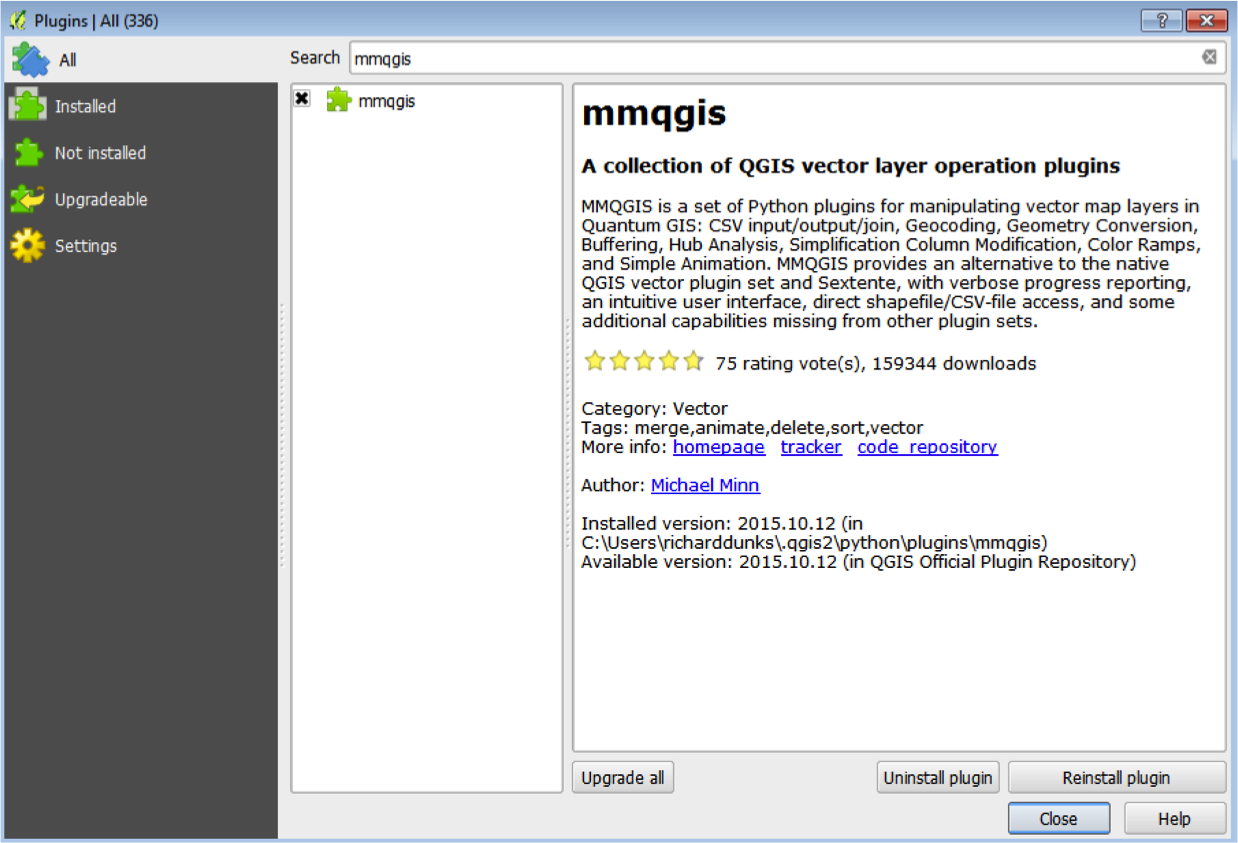 Plugins | All (336)
?
All
Installed
Not installed
Upgradeable
Settings
Search mmqgis
mmqgis
mmqgis
A collection of QGIS vector layer operation plugins
MMQGIS is a set of Python plugins for manipulating vector map layers in
Quantum GIS: CSV input/output/join, Geocoding, Geometry Conversion,
Buffering, Hub Analysis, Simplification Column Modification, Color Ramps,
and Simple Animation. MMQGIS provides an alternative to the native
QGIS vector plugin set and Sextente, with verbose progress reporting,
an intuitive user interface, direct shapefile/CSV-file access, and some
additional capabilities missing from other plugin sets.
75 rating vote(s), 159344 downloads
Category: Vector
Tags: merge,animate,delete,sort,vector
More info: homepage tracker code_repository
Author: Michael Minn
Installed version: 2015.10.12 (in
C:\Users\richarddunks\.qgis2\python\plugins\mmqgis)
Available version: 2015.10.12 (in QGIS Official Plugin Repository)
Upgrade all Uninstall plugin Reinstall plugin
Close Help